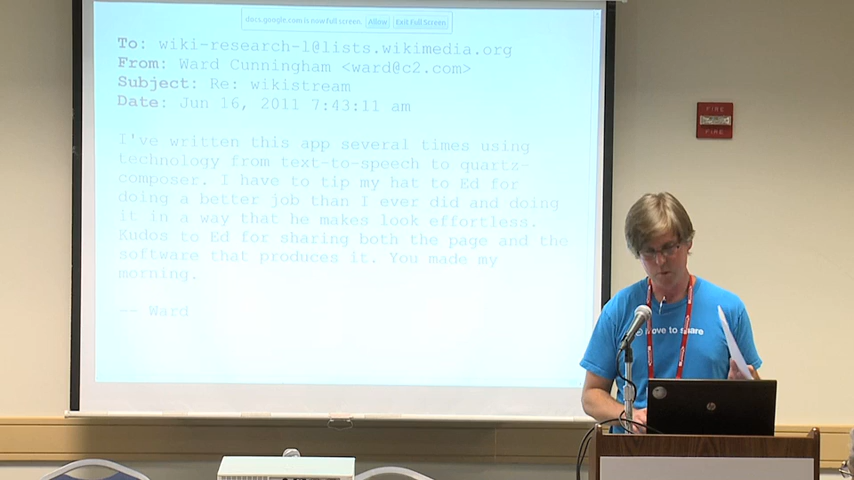 docs.google.com is now full screen. Allow Exit Full Screen
To: wiki-research-l@lists.wikimedia.org
From: Ward Cunningham <ward@c2.com>
Subject: Re: wikistream
Date: Jun 16, 2011 7:43:11 am
I've written this app several times using
technology from text-to-speech to quartz-
composer. I have to tip my hat to Ed for
doing a better job than I ever did and doing
it in a way that he makes look effortless.
Kudos to Ed for sharing both the page and the
software that produces it. You made my
morning.
-- Ward
FIRE
FIRE
to share
hp